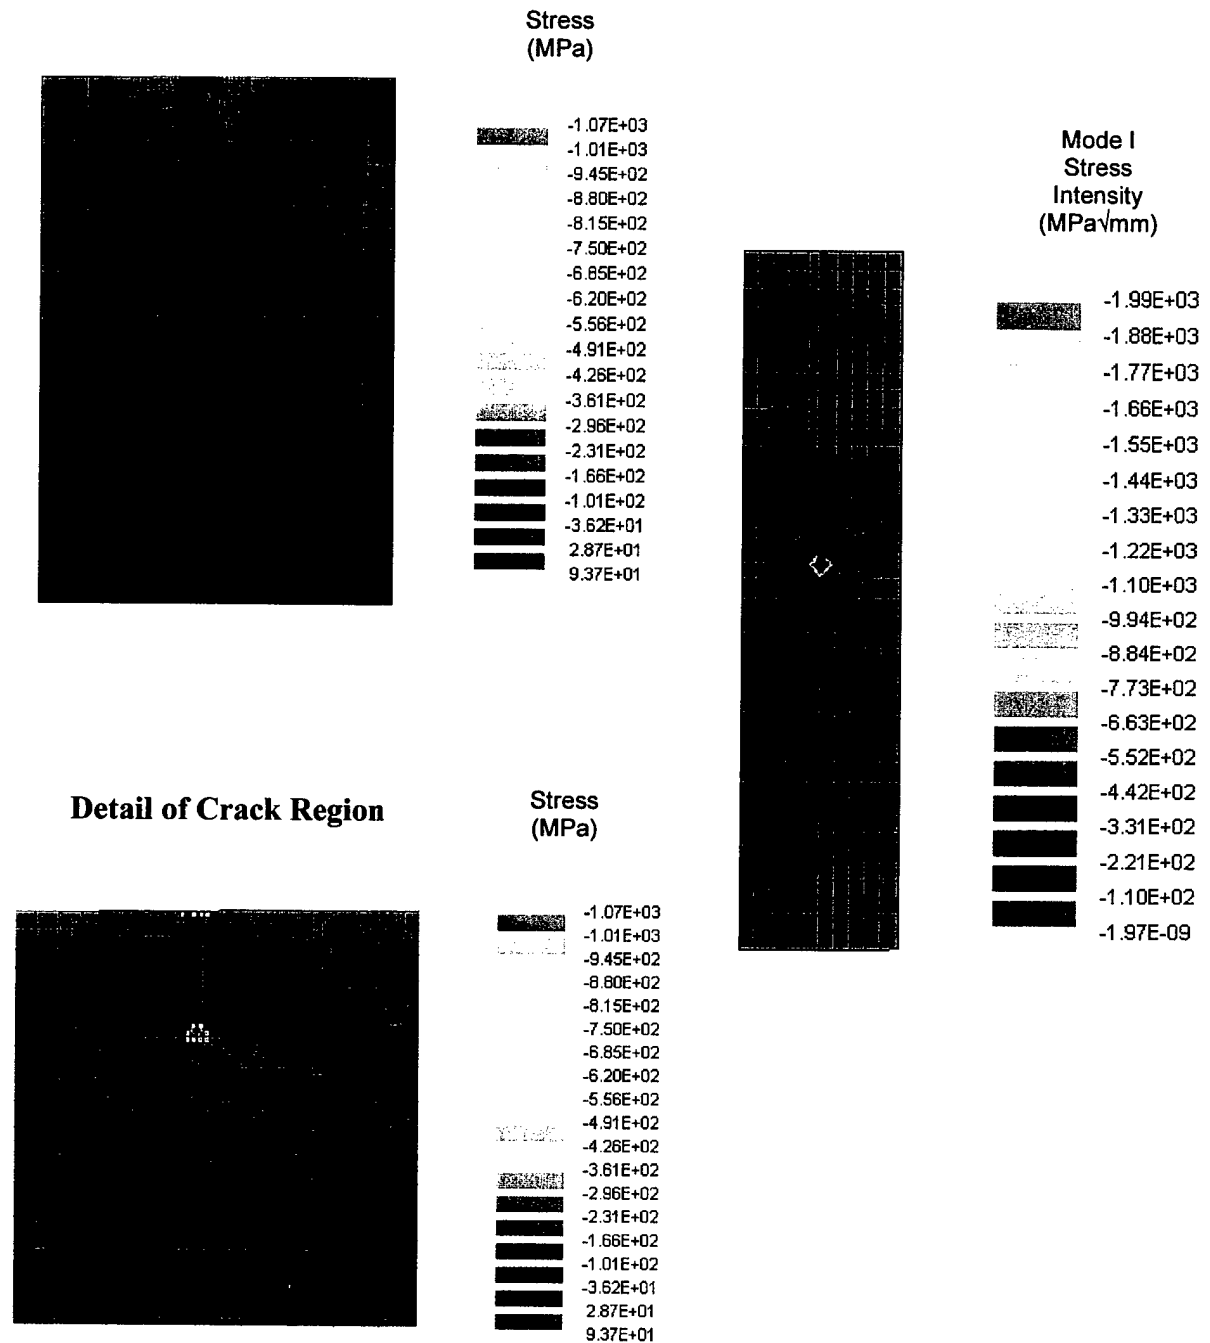 Stress
(MPa)
-1.07E+03
-1.01E+03
-9.45E+02
-8.80E+02
-8.15E+02
-7.50E+02
-6.85E+02
-6.20E+02
-5.56E+02
-4.91E+02
-4.26E+02
-3.61E+02
-2.96E+02
-2.31E+02
-1.66E+02
-1.01E+02
-3.62E+01
2.87E+01
9.37E+01
Mode I
Stress
Intensity
(MPa√mm)
-1.99E+03
-1.88E+03
-1.77E+03
-1.66E+03
-1.55E+03
-1.44E+03
-1.33E+03
-1.22E+03
-1.10E+03
-9.94E+02
-8.84E+02
-7.73E+02
-6.63E+02
-5.52E+02
-4.42E+02
-3.31E+02
-2.21E+02
-1.10E+02
-1.97E-09
Detail of Crack Region
Stress
(MPa)
-1.07E+03
-1.01E+03
-9.45E+02
-8.80E+02
-8.15E+02
-7.50E+02
-6.85E+02
-6.20E+02
-5.56E+02
-4.91E+02
-4.26E+02
-3.61E+02
-2.96E+02
-2.31E+02
-1.66E+02
-1.01E+02
-3.62E+01
2.87E+01
9.37E+01